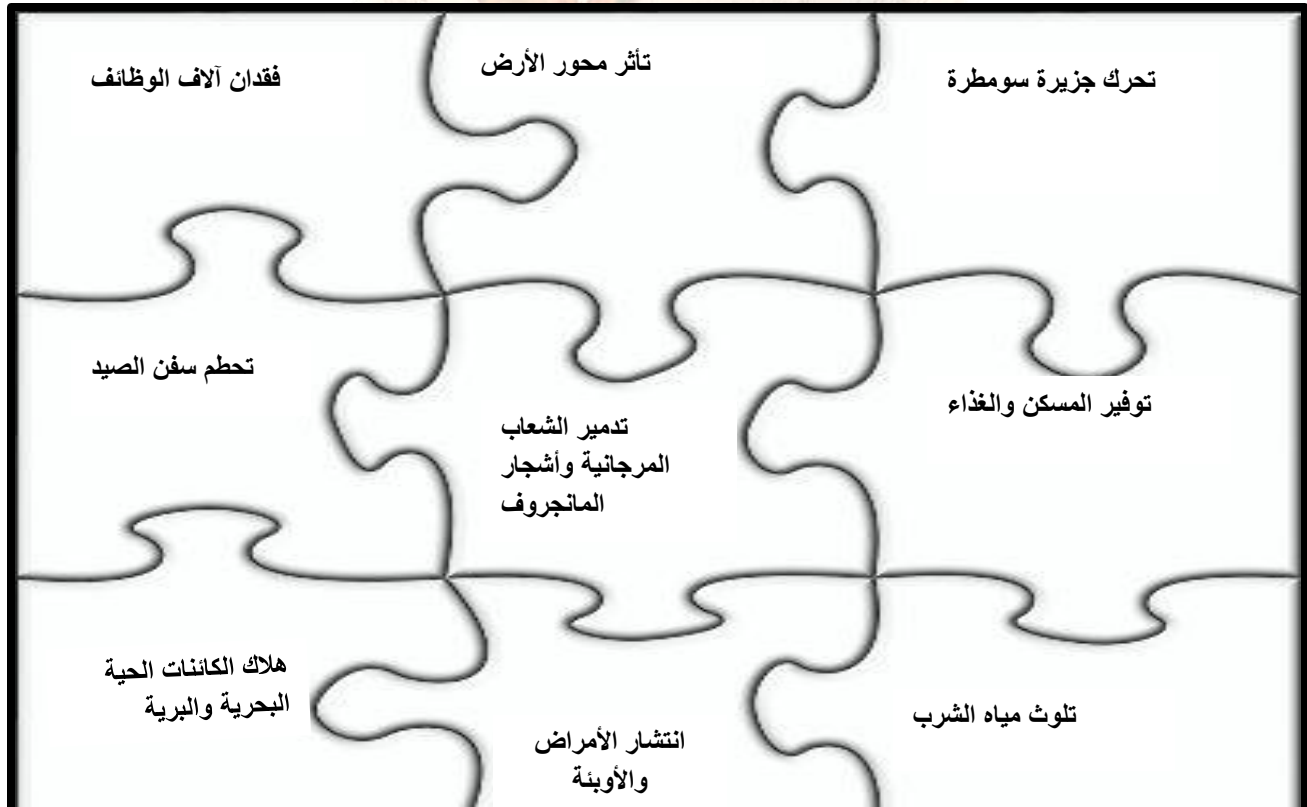 تحرك جزيرة سومطرة
تأثر محور الأرض
فقدان آلاف الوظائف
توفير المسكن والغذاء
تدمير الشعاب
المرجانية وأشجار
المانجروف
تحطم سفن الصيد
تلوث مياه الشرب
انتشار الأمراض
والأوبئة
هلاك الكائنات الحية
البحرية والبرية